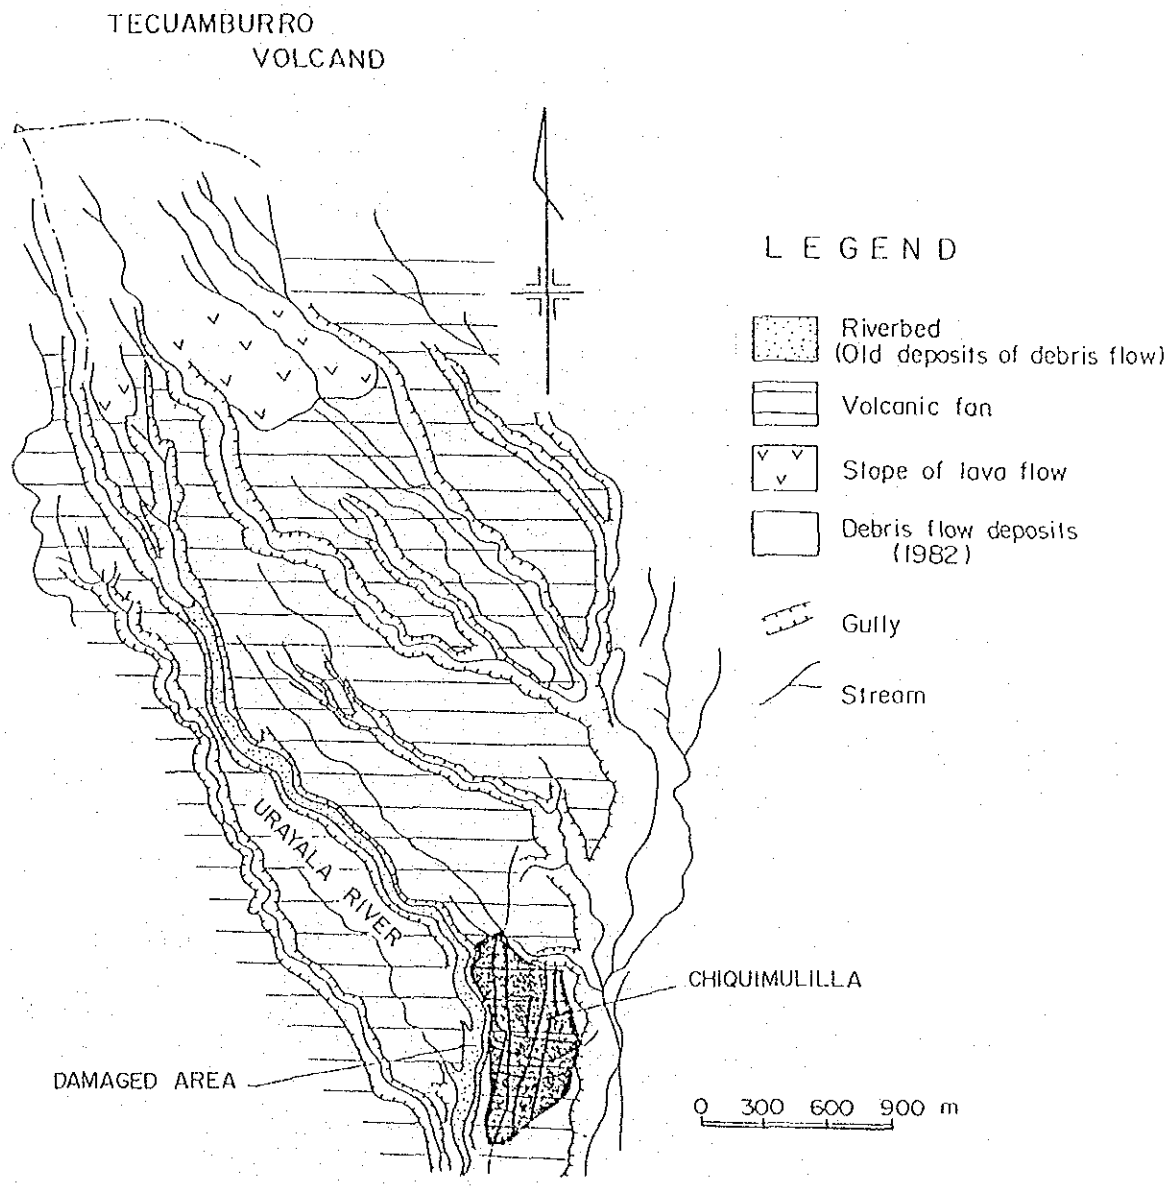 TECUAMBURRO
VOLCAND
LEGEND
Riverbed
(Old deposits of debris flow)
Volcanic fan
Slope of lava flow
Debris flow deposits
(1982)
Gully
Stream
URAYALA RIVER
CHIQUIMULILLA
DAMAGED AREA
0 300 600 900 m